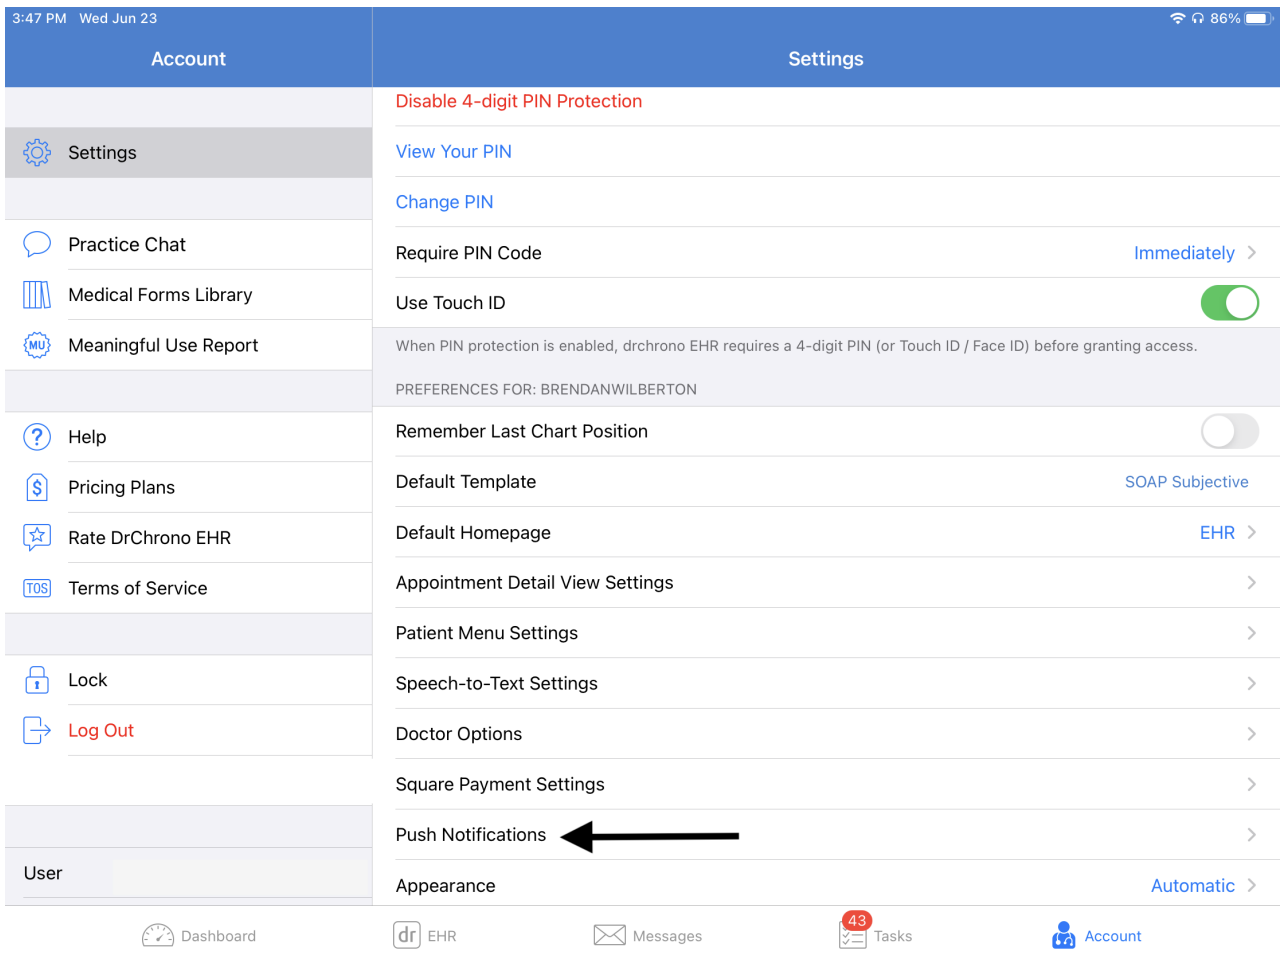 3:47 PM Wed Jun 23
86%
Account
Settings
Settings
Practice Chat
Medical Forms Library
MU
Meaningful Use Report
?
Help
$
Pricing Plans
Rate DrChrono EHR
TOS
Terms of Service
Lock
Log Out
User
Disable 4-digit PIN Protection
View Your PIN
Change PIN
Require PIN Code Immediately
Use Touch ID
When PIN protection is enabled, drchrono EHR requires a 4-digit PIN (or Touch ID / Face ID) before granting access.
PREFERENCES FOR: BRENDANWILBERTON
Remember Last Chart Position
Default Template SOAP Subjective
Default Homepage EHR
Appointment Detail View Settings
Patient Menu Settings
Speech-to-Text Settings
Doctor Options
Square Payment Settings
Push Notifications
Appearance Automatic
Dashboard
dr EHR
Messages
43
Tasks
Account